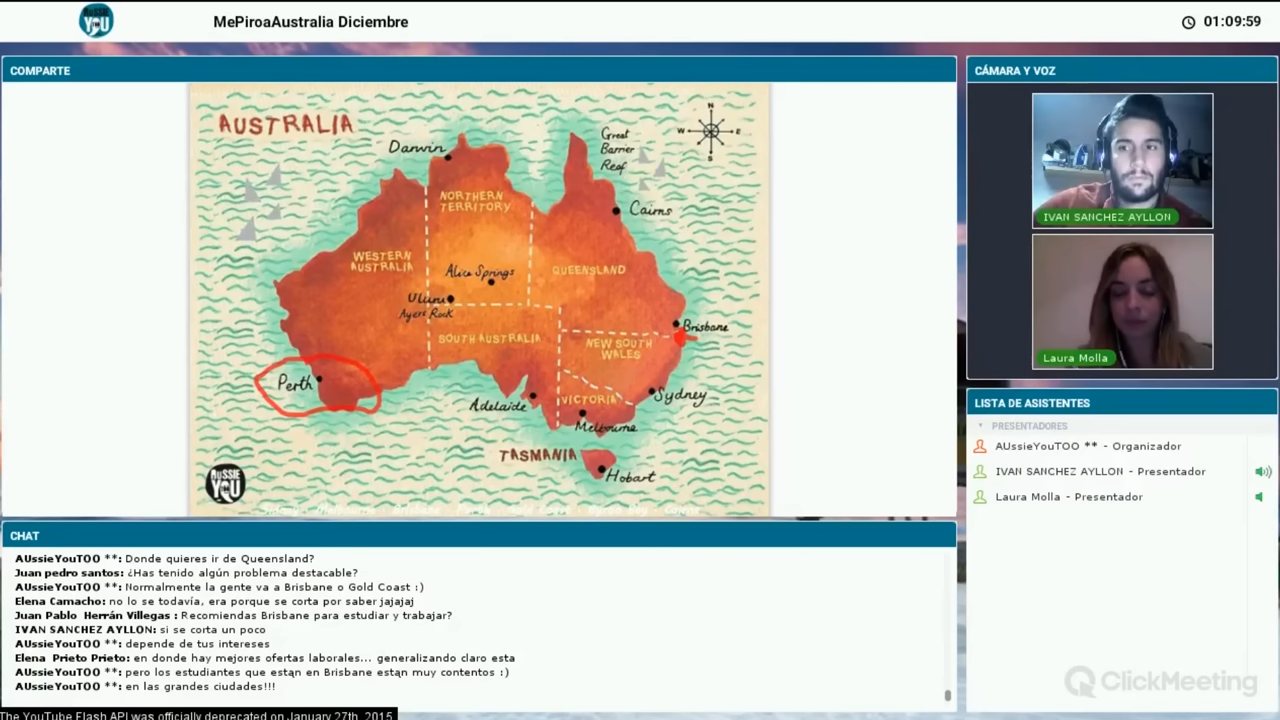 AUSSIE YOU
MePiroaAustralia Diciembre
01:09:59
COMPARTE
AUSTRALIA
Darwin
Great
Barrier
Reef
N
W E
S
NORTHERN
TERRITORY
Cairns
WESTERN
AUSTRALIA
Alice Springs
QUEENSLAND
Uluru
Ayers Rock
Brisbane
SOUTH AUSTRALIA
NEW SOUTH
WALES
Perth
Sydney
Adelaide
VICTORIA
Melbourne
TASMANIA
Hobart
AUSSIE
YOU
CÁMARA Y VOZ
IVAN SANCHEZ AYLLON
Laura Molla
LISTA DE ASISTENTES
PRESENTADORES
AUssieYouTOO ** - Organizador
IVAN SANCHEZ AYLLON - Presentador
Laura Molla - Presentador
CHAT
AUssieYouTOO **: Donde quieres ir de Queensland?
Juan pedro santos: ¿Has tenido algún problema destacable?
AUssieYouTOO **: Normalmente la gente va a Brisbane o Gold Coast :)
Elena Camacho: no lo se todavía, era porque se corta por saber jajajaj
Juan Pablo Herrán Villegas : Recomiendas Brisbane para estudiar y trabajar?
IVAN SANCHEZ AYLLON: si se corta un poco
AUssieYouTOO **: depende de tus intereses
Elena Prieto Prieto: en donde hay mejores ofertas laborales... generalizando claro esta
AUssieYouTOO **: pero los estudiantes que estąn en Brisbane estąn muy contentos :)
AUssieYouTOO **: en las grandes ciudades!!!
ClickMeeting
The YouTube Flash API was officially deprecated on January 27th, 2015